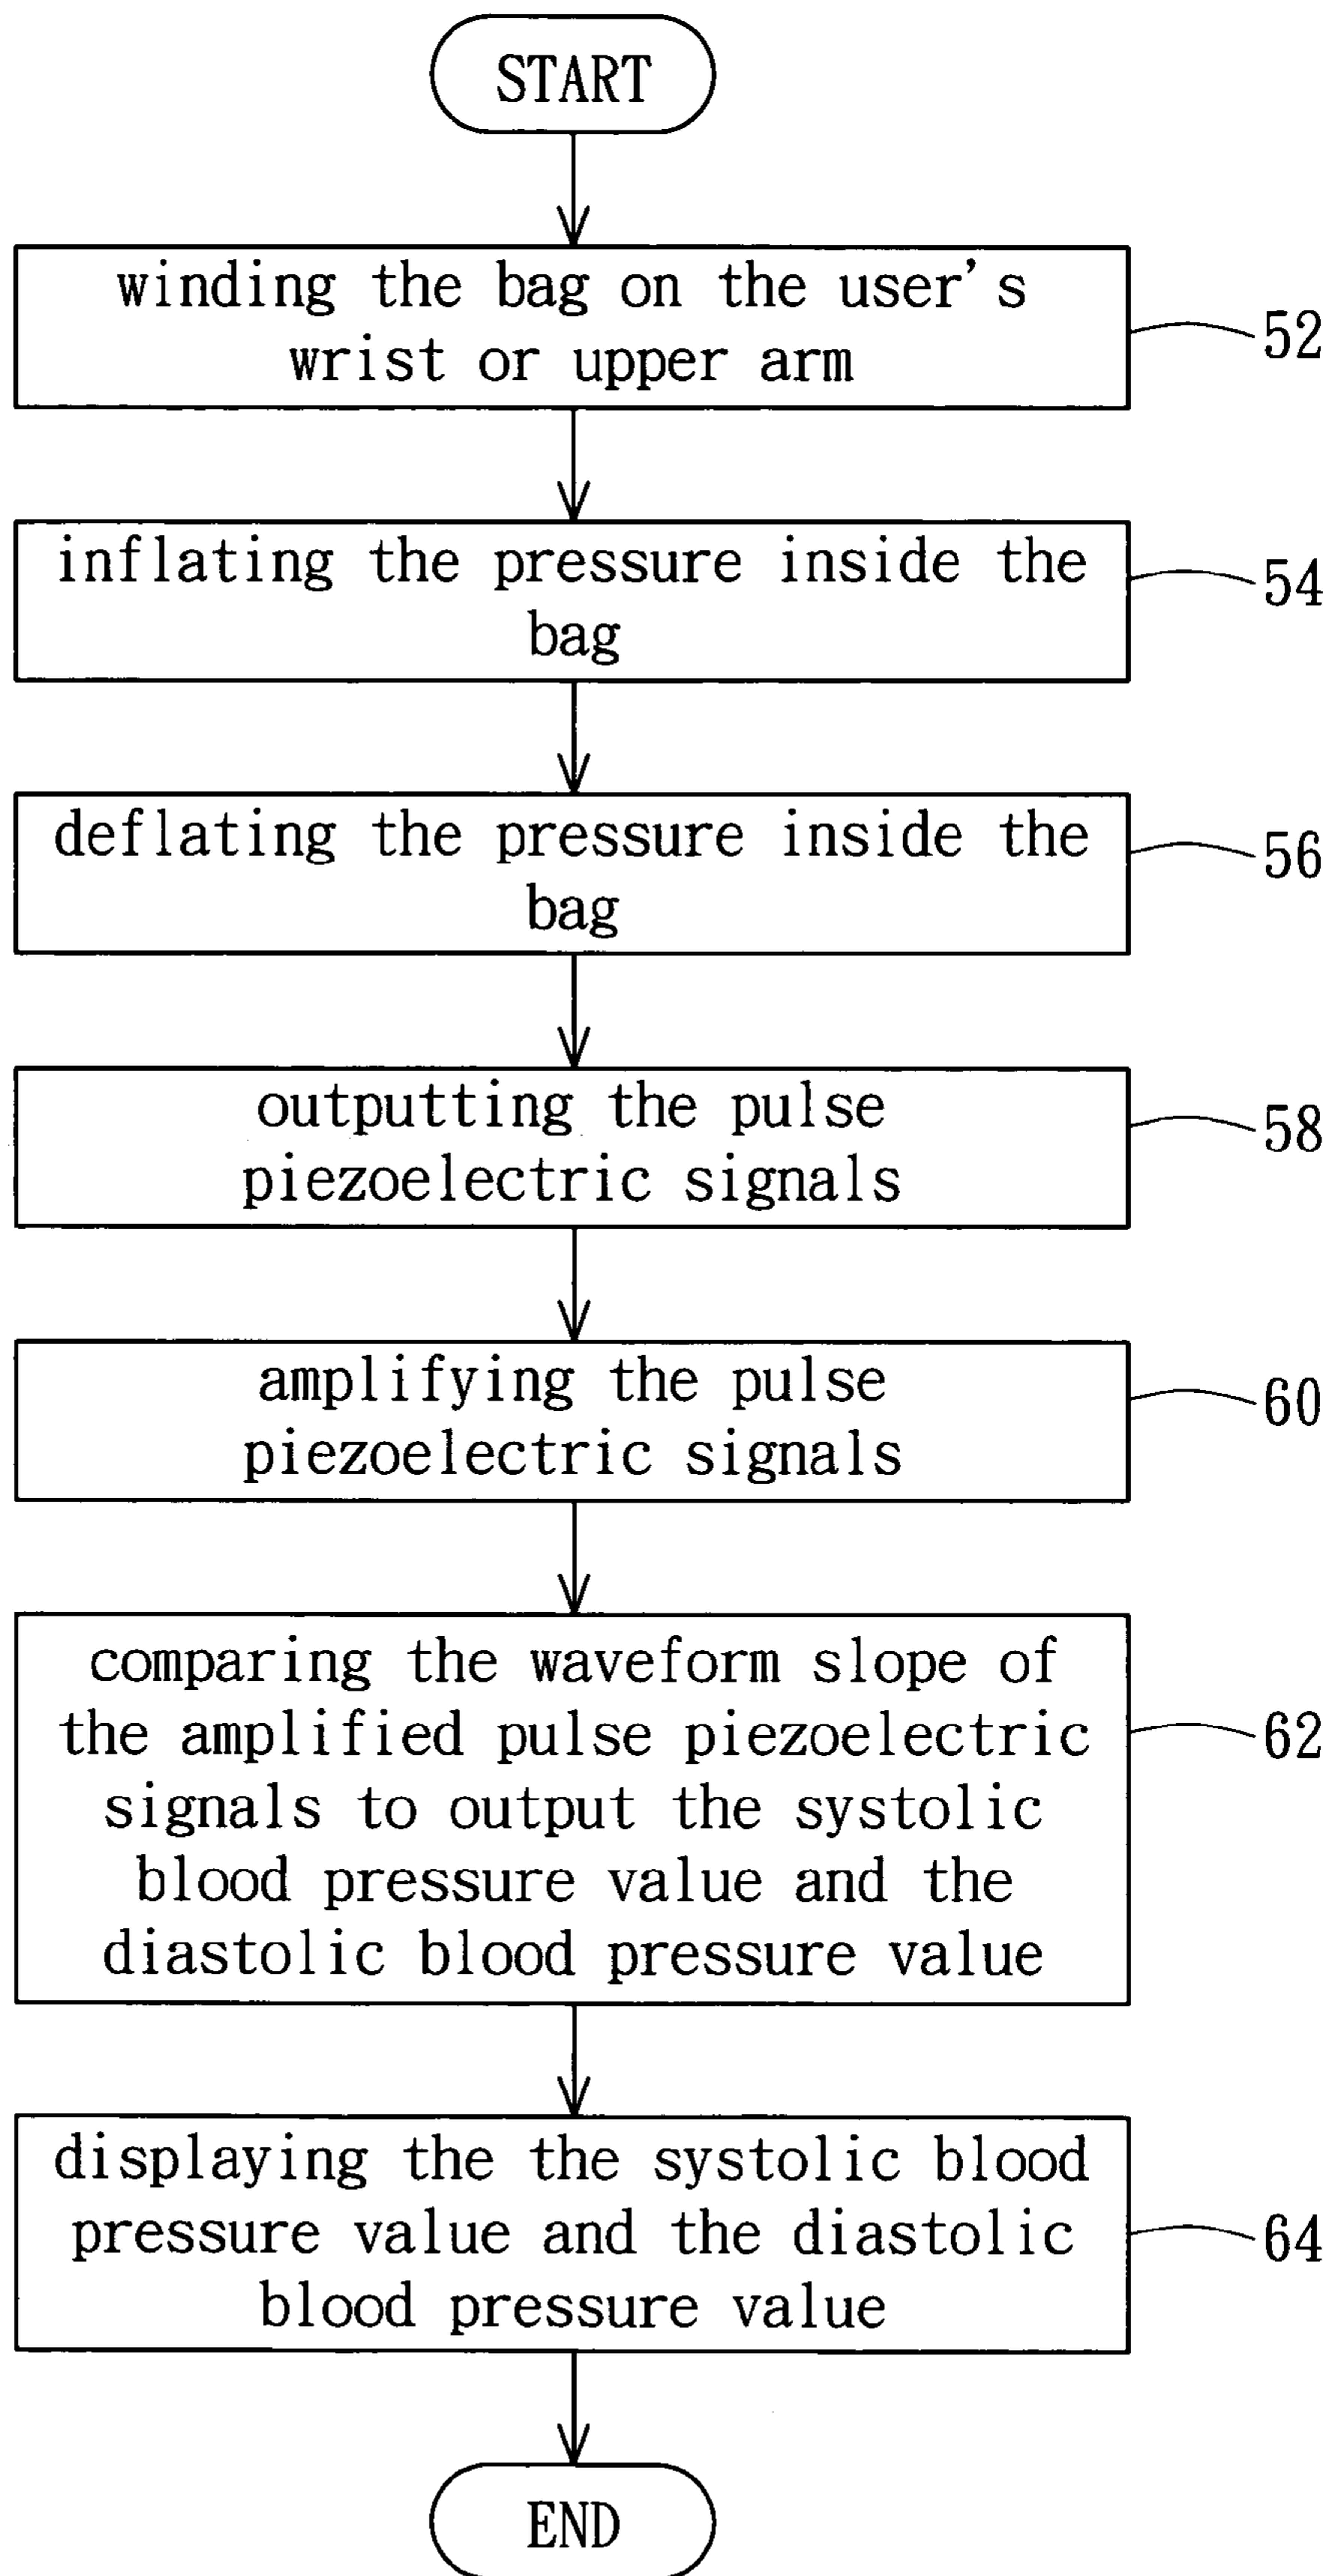 START
winding the bag on the user's
wrist or upper arm
52
inflating the pressure inside the
bag
54
deflating the pressure inside the
bag
56
outputting the pulse
piezoelectric signals
58
amplifying the pulse
piezoelectric signals
60
comparing the waveform slope of
the amplified pulse piezoelectric
signals to output the systolic
blood pressure value and the
diastolic blood pressure value
62
displaying the the systolic blood
pressure value and the diastolic
blood pressure value
64
END